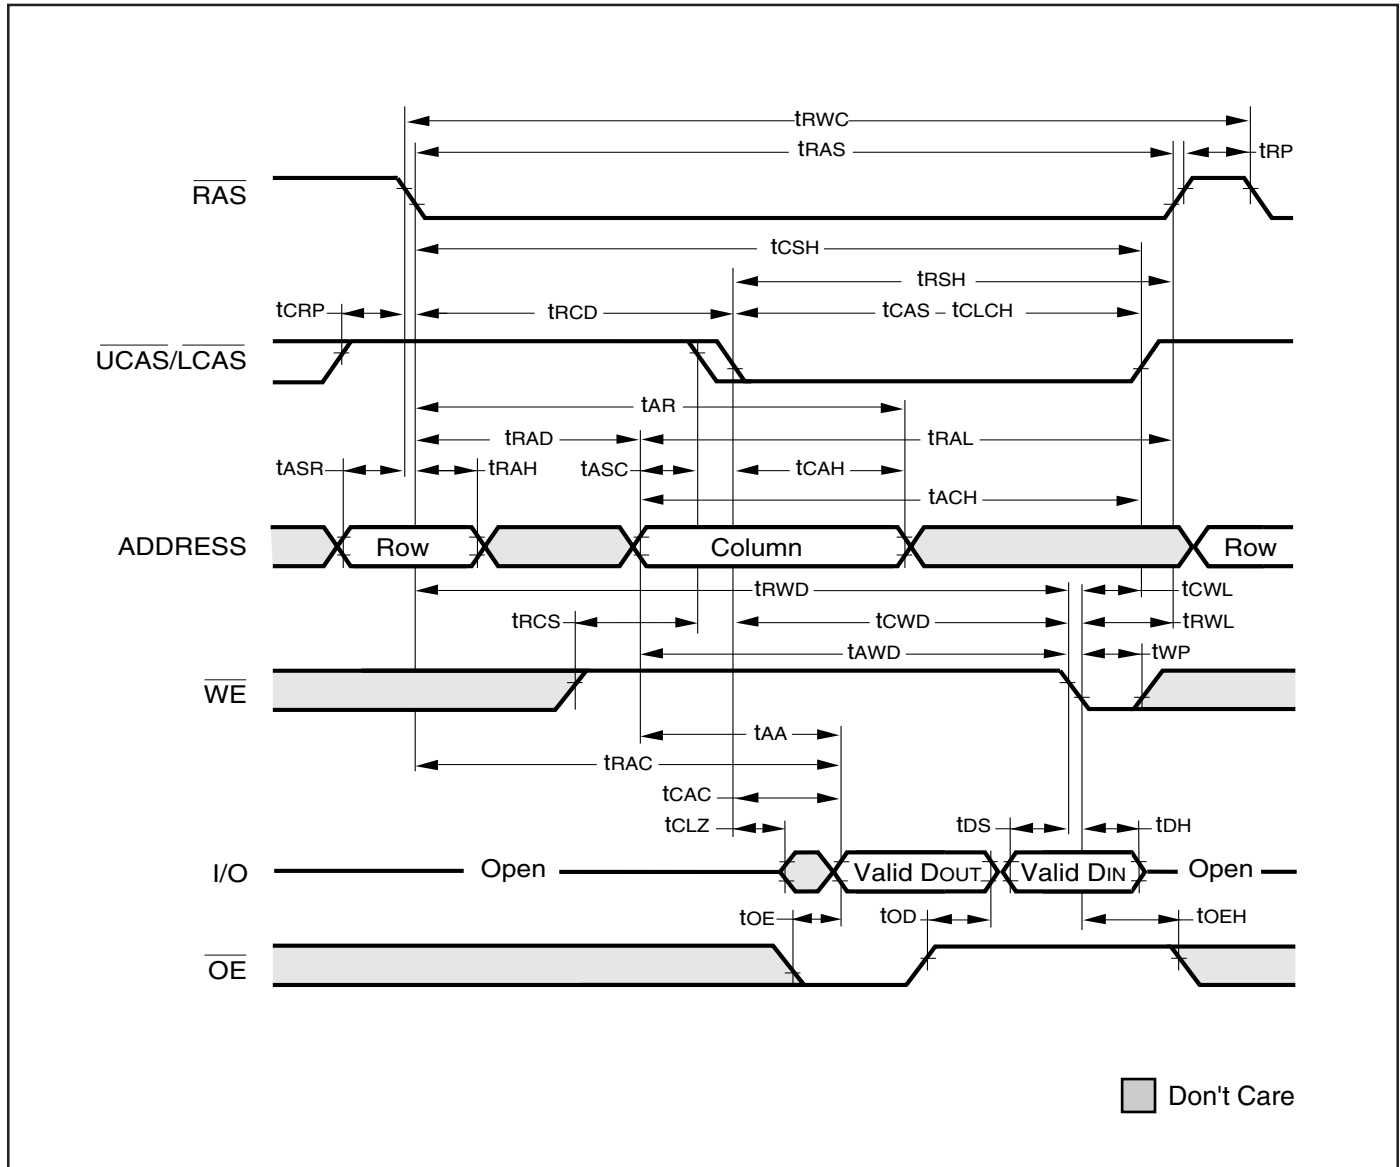 tRWC
tRAS
tRP
RAS
tCSH
tRSH
tCRP
tRCD
tCAS – tCLCH
UCAS/LCAS
tAR
tRAD
tRAL
tASR
tRAH
tASC
tCAH
tACH
ADDRESS
Row
Column
Row
tRWD
tCWL
tRCS
tCWD
tRWL
tAWD
tWP
WE
tAA
tRAC
tCAC
tCLZ
tDS
tDH
I/O
Open
Valid DOUT
Valid DIN
Open
tOE
tOD
tOEH
OE
Don't Care